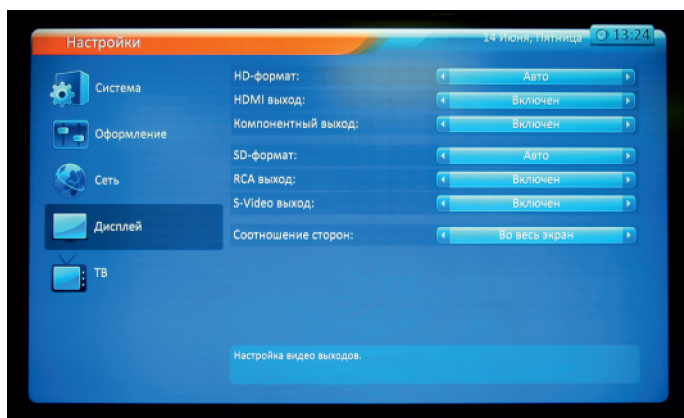 Настройки
14 Июня, Пятница 13:24
Система
Оформление
Сеть
Дисплей
ТВ
HD-формат: Авто
HDMI выход: Включен
Компонентный выход: Включен
SD-формат: Авто
RCA выход: Включен
S-Video выход: Включен
Соотношение сторон: Во весь экран
Настройка видео выходов.